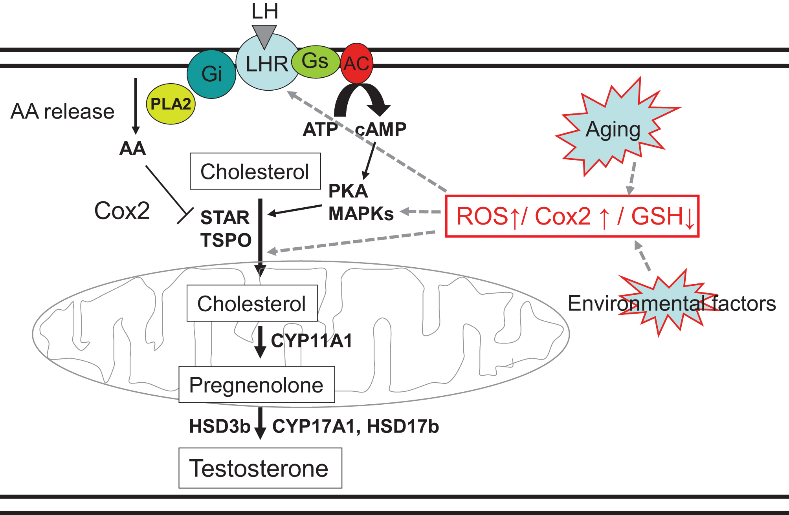 LH
Gi
LHR
Gs
AC
PLA2
AA release
ATP
cAMP
Aging
AA
Cholesterol
PKA
MAPKs
Cox2
STAR
TSPO
ROS↑/ Cox2 ↑ / GSH↓
Cholesterol
Environmental factors
CYP11A1
Pregnenolone
HSD3b
CYP17A1, HSD17b
Testosterone